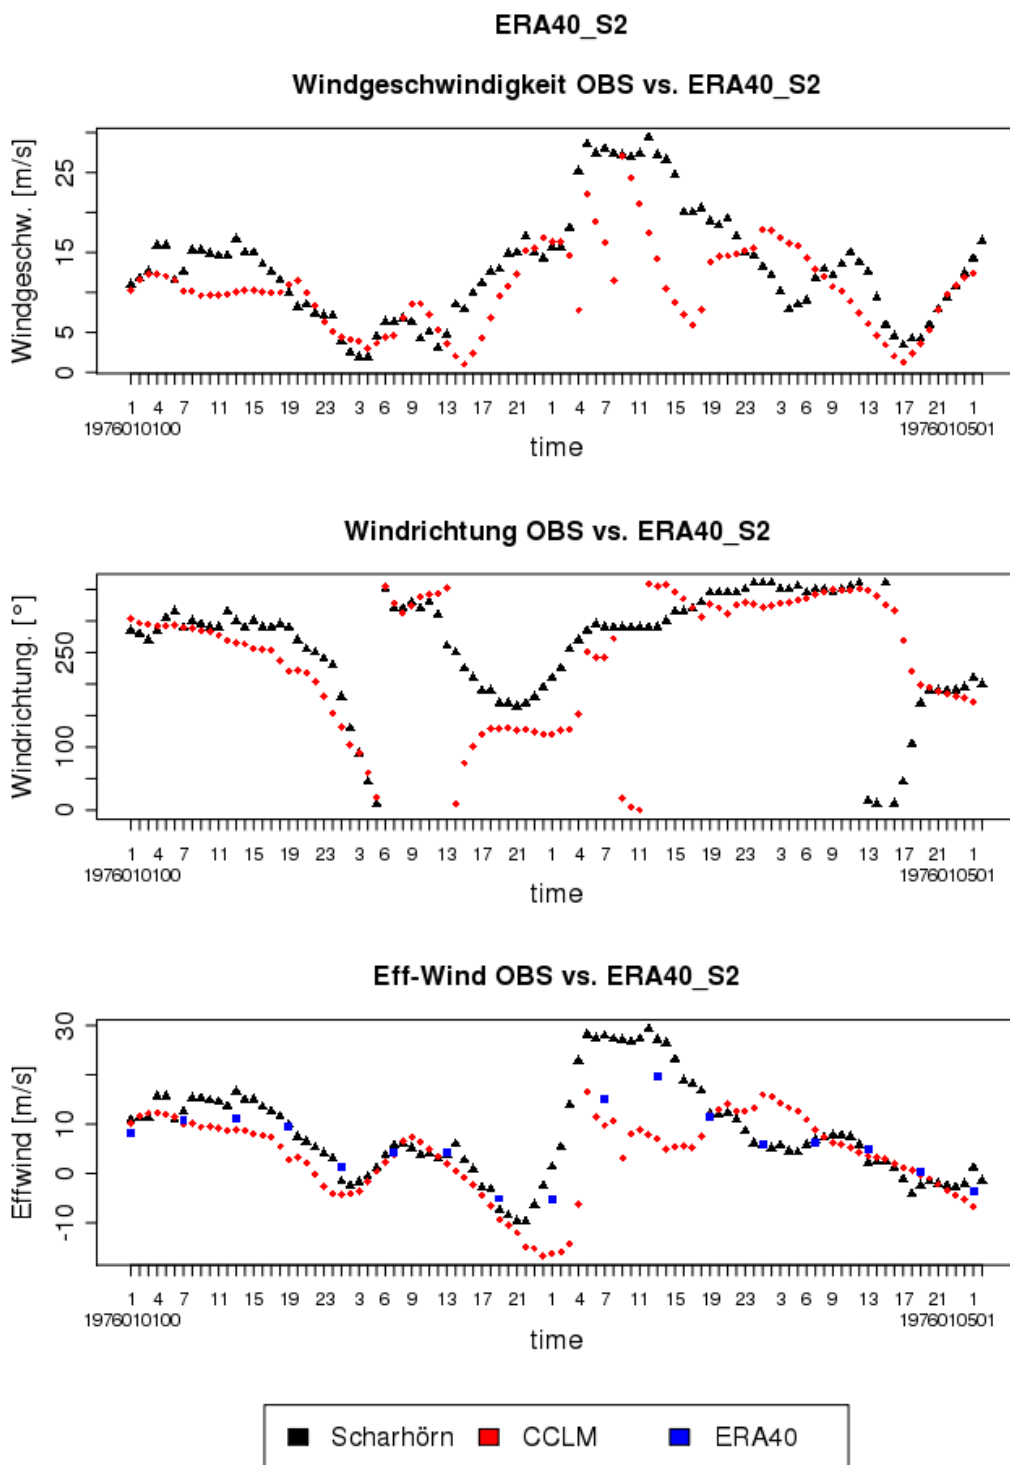 ERA40_S2
Windgeschwindigkeit OBS vs. ERA40_S2
Windgeschw. [m/s]
25
15
5
0
1 4 7 11 15 19 23 3 6 9 13 17 21 1 4 7 11 15 19 23 3 6 9 13 17 21 1
1976010100 1976010501
time
Windrichtung OBS vs. ERA40_S2
Windrichtung. [°]
250
100
0
1 4 7 11 15 19 23 3 6 9 13 17 21 1 4 7 11 15 19 23 3 6 9 13 17 21 1
1976010100 1976010501
time
Eff-Wind OBS vs. ERA40_S2
Effwind [m/s]
30
10
0
-10
1 4 7 11 15 19 23 3 6 9 13 17 21 1 4 7 11 15 19 23 3 6 9 13 17 21 1
1976010100 1976010501
time
Scharhörn CCLM ERA40